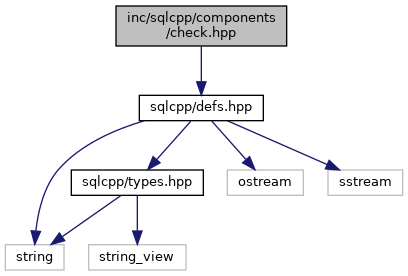 inc/sqlcpp/components
/check.hpp
sqlcpp/defs.hpp
sqlcpp/types.hpp
ostream
sstream
string
string_view